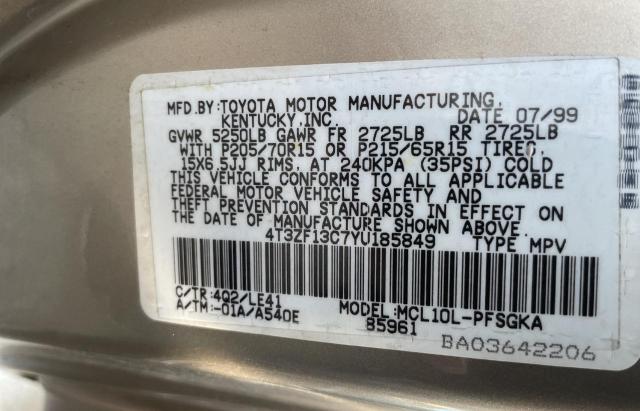 MFD.BY:TOYOTA MOTOR MANUFACTURING,
KENTUCKY,INC. DATE 07/99
GVWR 5250LB GAWR FR 2725LB RR 2725LB
WITH P205/70R15 OR P215/65R15 TIRES,
15X6.5JJ RIMS, AT 240KPA (35PSI) COLD
THIS VEHICLE CONFORMS TO ALL APPLICABLE
FEDERAL MOTOR VEHICLE SAFETY AND
THEFT PREVENTION STANDARDS IN EFFECT ON
THE DATE OF MANUFACTURE SHOWN ABOVE.
4T3ZF13C7YU185849 TYPE MPV
C/TR:4Q2/LE41 MODEL:MCL10L-PFSGKA
A/TM:-01A/A540E 85961
BA03642206